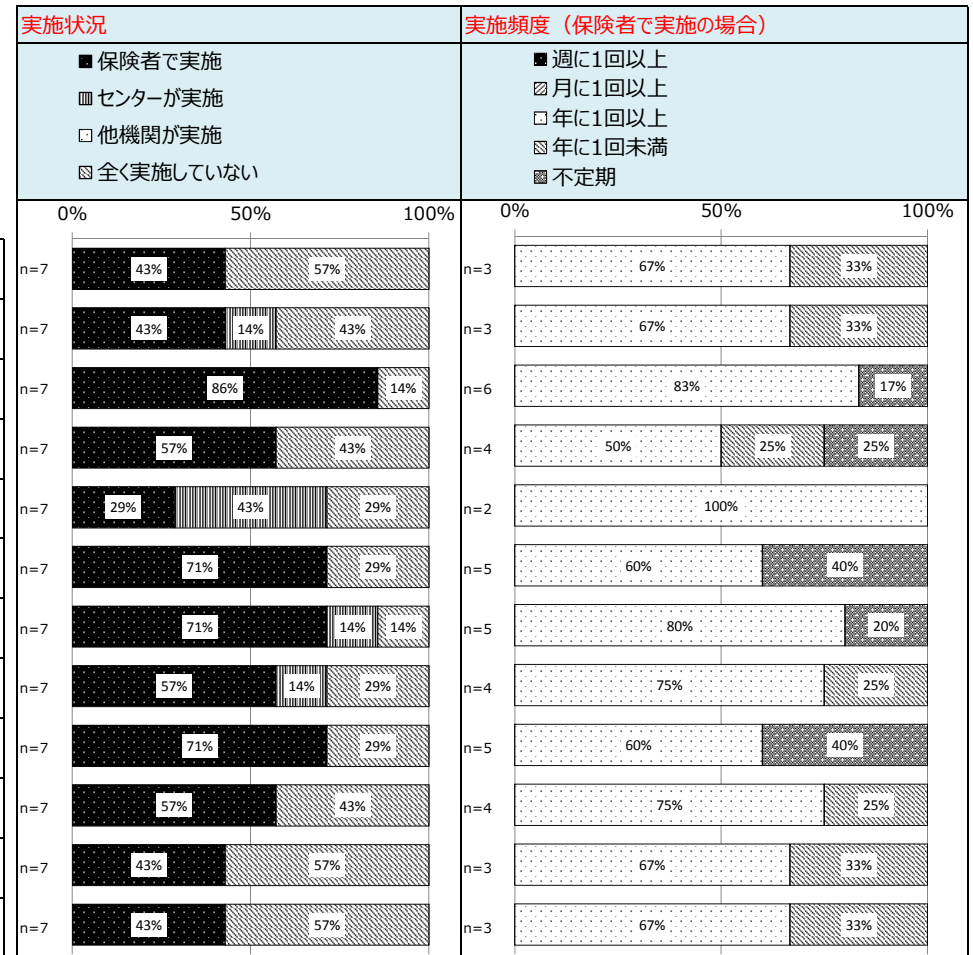 実施状況
実施頻度（保険者で実施の場合）
保険者で実施
センターが実施
他機関が実施
全く実施していない
週に1回以上
月に1回以上
年に1回以上
年に1回未満
不定期
0% 50% 100%
0% 50% 100%
n=7 43% 57% n=3 67% 33%
n=7 43% 14% 43% n=3 67% 33%
n=7 86% 14% n=6 83% 17%
n=7 57% 43% n=4 50% 25% 25%
n=7 29% 43% 29% n=2 100%
n=7 71% 29% n=5 60% 40%
n=7 71% 14% 14% n=5 80% 20%
n=7 57% 14% 29% n=4 75% 25%
n=7 71% 29% n=5 60% 40%
n=7 57% 43% n=4 75% 25%
n=7 43% 57% n=3 67% 33%
n=7 43% 57% n=3 67% 33%